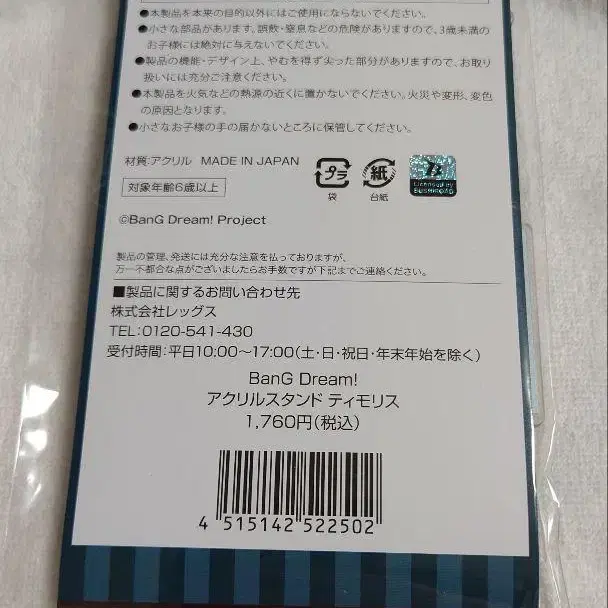 ●本製品を本来の目的以外にはご使用にならないでください。
●小さな部品があります。誤飲・窒息などの危険がありますので、3歳未満の
お子様には絶対に与えないでください。
●製品の機能・デザイン上、やむを得ず尖った部分がありますので、お取り
扱いには充分ご注意ください。
●本製品を火気などの熱源の近くに置かないでください。火災や変形、変色
の原因となります。
●小さなお子様の手の届かないところに保管してください。
材質:アクリル MADE IN JAPAN
対象年齢6歳以上
プラ
袋
紙
台紙
Licensed by
BUSHIROAD
©BanG Dream! Project
製品の管理、発送には充分な注意を払っておりますが、
万一不都合な点がございましたらお手数ですが下記までご連絡ください。
■製品に関するお問い合わせ先
株式会社レッグス
TEL:0120-541-430
受付時間:平日10:00〜17:00(土・日・祝日・年末年始を除く)
BanG Dream!
アクリルスタンド ティモリス
1,760円(税込)
4 515142 522502